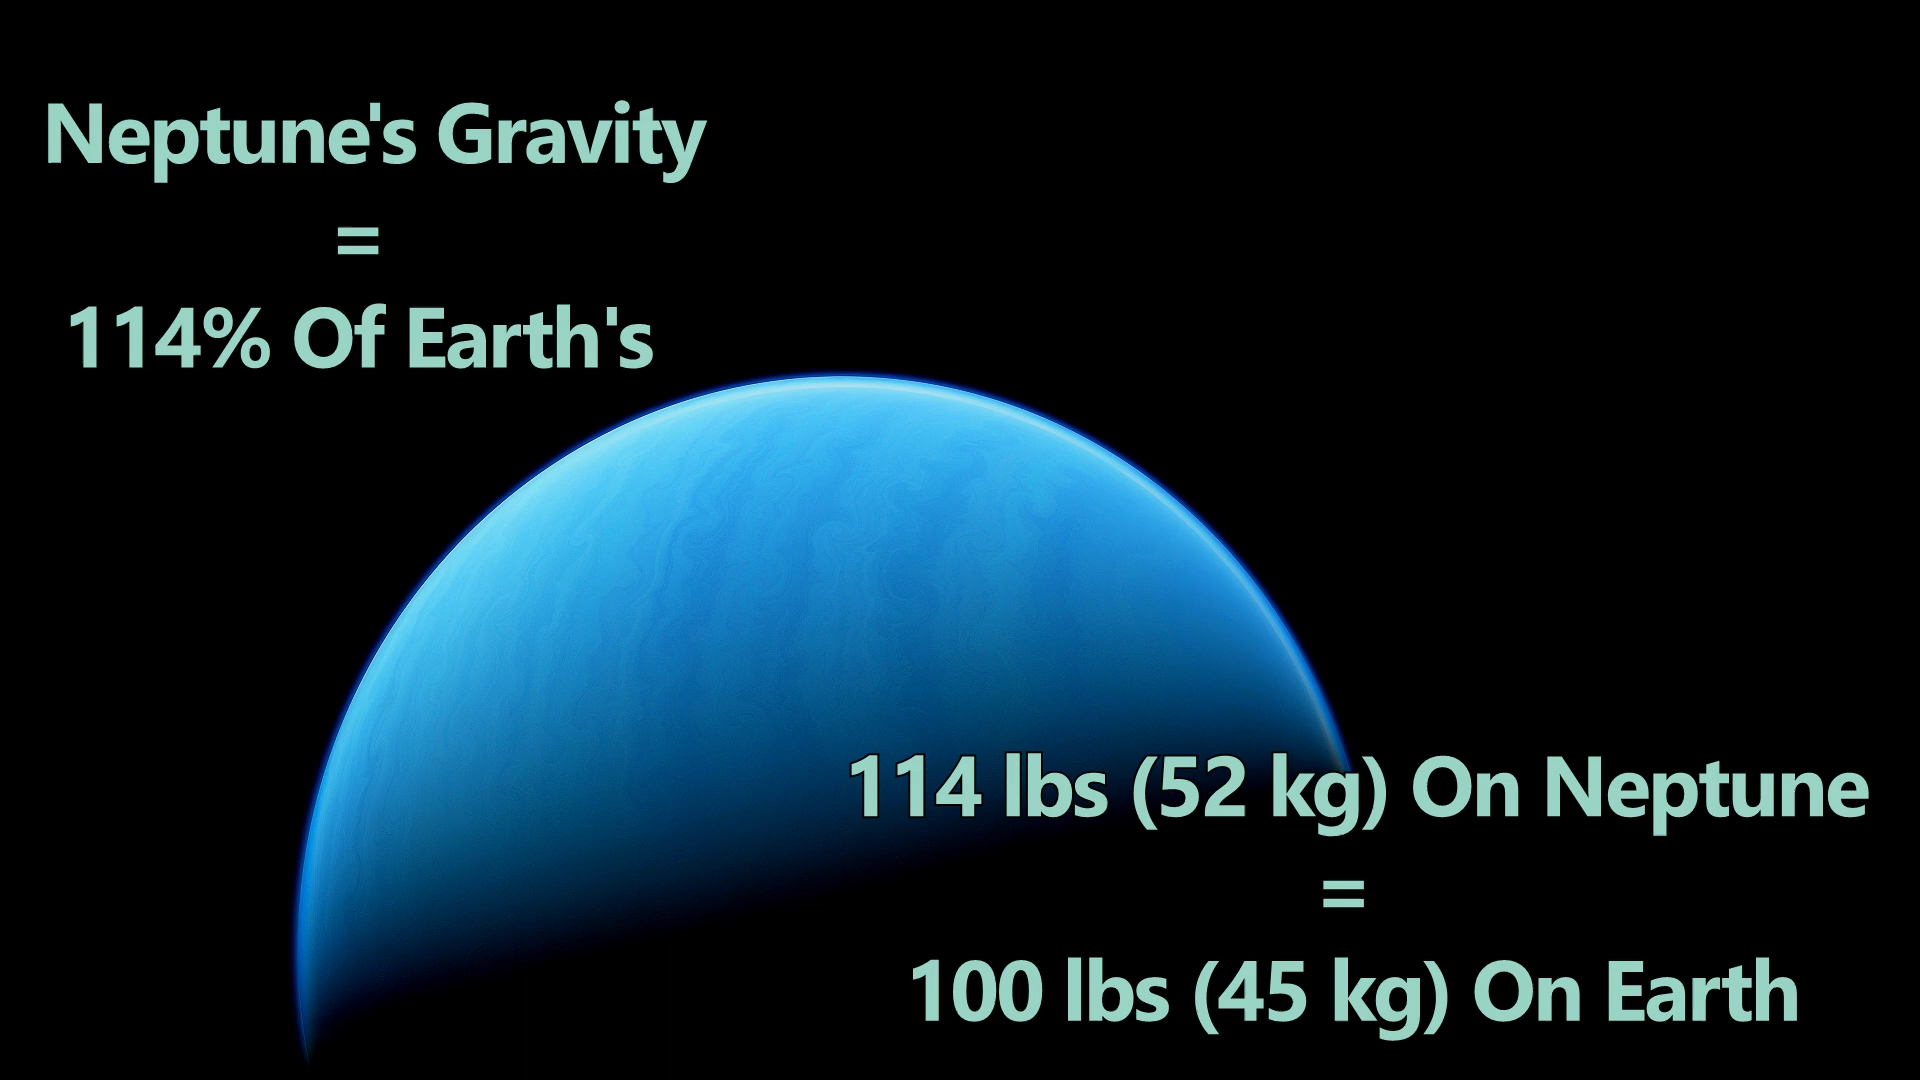 Neptune's Gravity
=
114% Of Earth's
114 lbs (52 kg) On Neptune
=
100 lbs (45 kg) On Earth